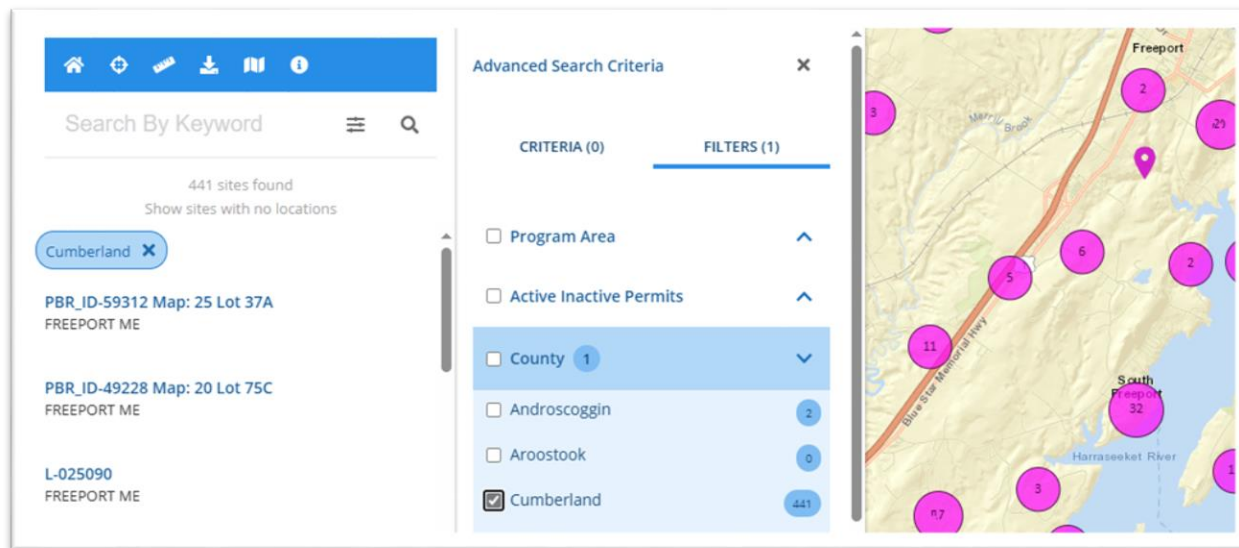 Search By Keyword
441 sites found
Show sites with no locations
Cumberland
PBR_ID-59312 Map: 25 Lot 37A
FREEPORT ME
PBR_ID-49228 Map: 20 Lot 75C
FREEPORT ME
L-025090
FREEPORT ME
Advanced Search Criteria
CRITERIA (0)
FILTERS (1)
Program Area
Active Inactive Permits
County 1
Androscoggin 2
Aroostook 0
Cumberland 441
Freeport
2
3
Merrill Brook
6
2
5
11
Blue Star Memorial Hwy
South
Freeport
32
Harraseeket River
3